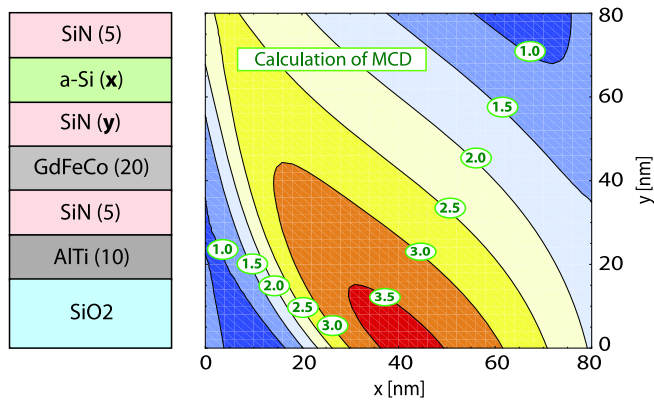 SiN (5)
a-Si (x)
SiN (y)
GdFeCo (20)
SiN (5)
AlTi (10)
SiO2
Calculation of MCD
1.0
1.5
2.0
2.5
3.0
3.5
1.0
1.5
2.0
2.5
3.0
80
60
40
20
0
y [nm]
0 20 40 60 80
x [nm]